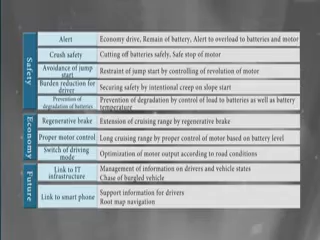 Safety
Alert
Economy drive, Remain of battery, Alert to overload to batteries and motor
Crush safety
Cutting off batteries safely, Safe stop of motor
Avoidance of jump
start
Restraint of jump start by controlling of revolution of motor
Burden reduction for
driver
Securing safety by intentional creep on slope start
Prevention of
degradation of batteries
Prevention of degradation by control of load to batteries as well as battery
temperature
Economy
Regenerative brake
Extension of cruising range by regenerative brake
Proper motor control
Long cruising range by proper control of motor based on battery level
Switch of driving
mode
Optimization of motor output according to road conditions
Future
Link to IT
infrastructure
Management of information on drivers and vehicle states
Chase of burgled vehicle
Link to smart phone
Support information for drivers
Root map navigation